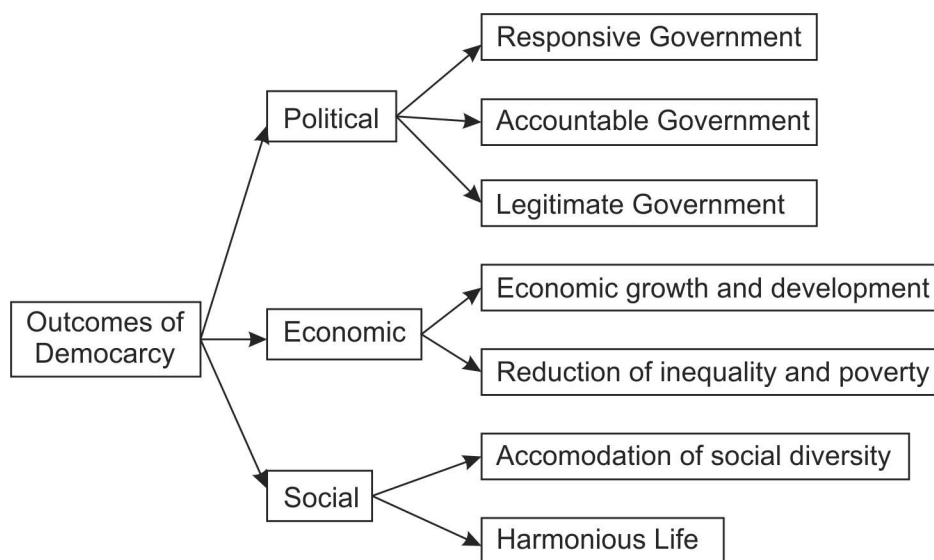 Responsive Government
Political
Accountable Government
Legitimate Government
Economic growth and development
Outcomes of
Democarcy
Economic
Reduction of inequality and poverty
Accomodation of social diversity
Social
Harmonious Life